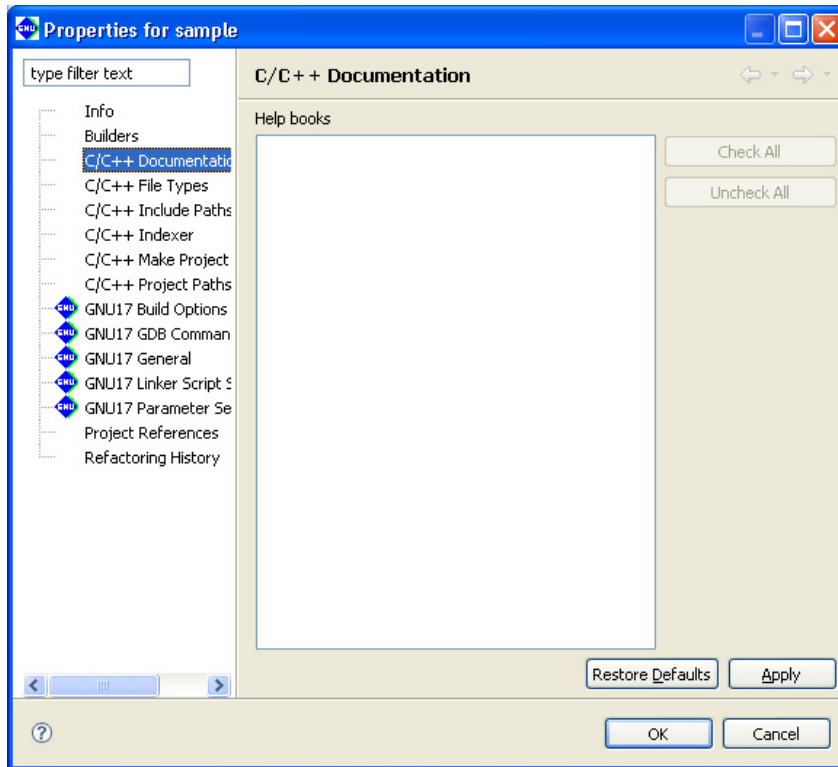 Properties for sample
type filter text
Info
Builders
C/C++ Documentatio
C/C++ File Types
C/C++ Include Paths
C/C++ Indexer
C/C++ Make Project
C/C++ Project Paths
GNU17 Build Options
GNU17 GDB Comman
GNU17 General
GNU17 Linker Script S
GNU17 Parameter Se
Project References
Refactoring History
C/C++ Documentation
Help books
Check All
Uncheck All
Restore Defaults
Apply
OK
Cancel